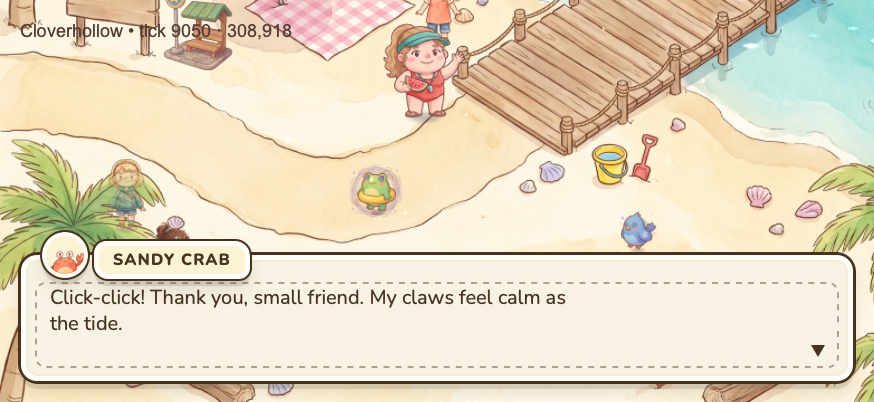 Cloverhollow • tick 9050 · 308,918
SANDY CRAB
Click-click! Thank you, small friend. My claws feel calm as
the tide.